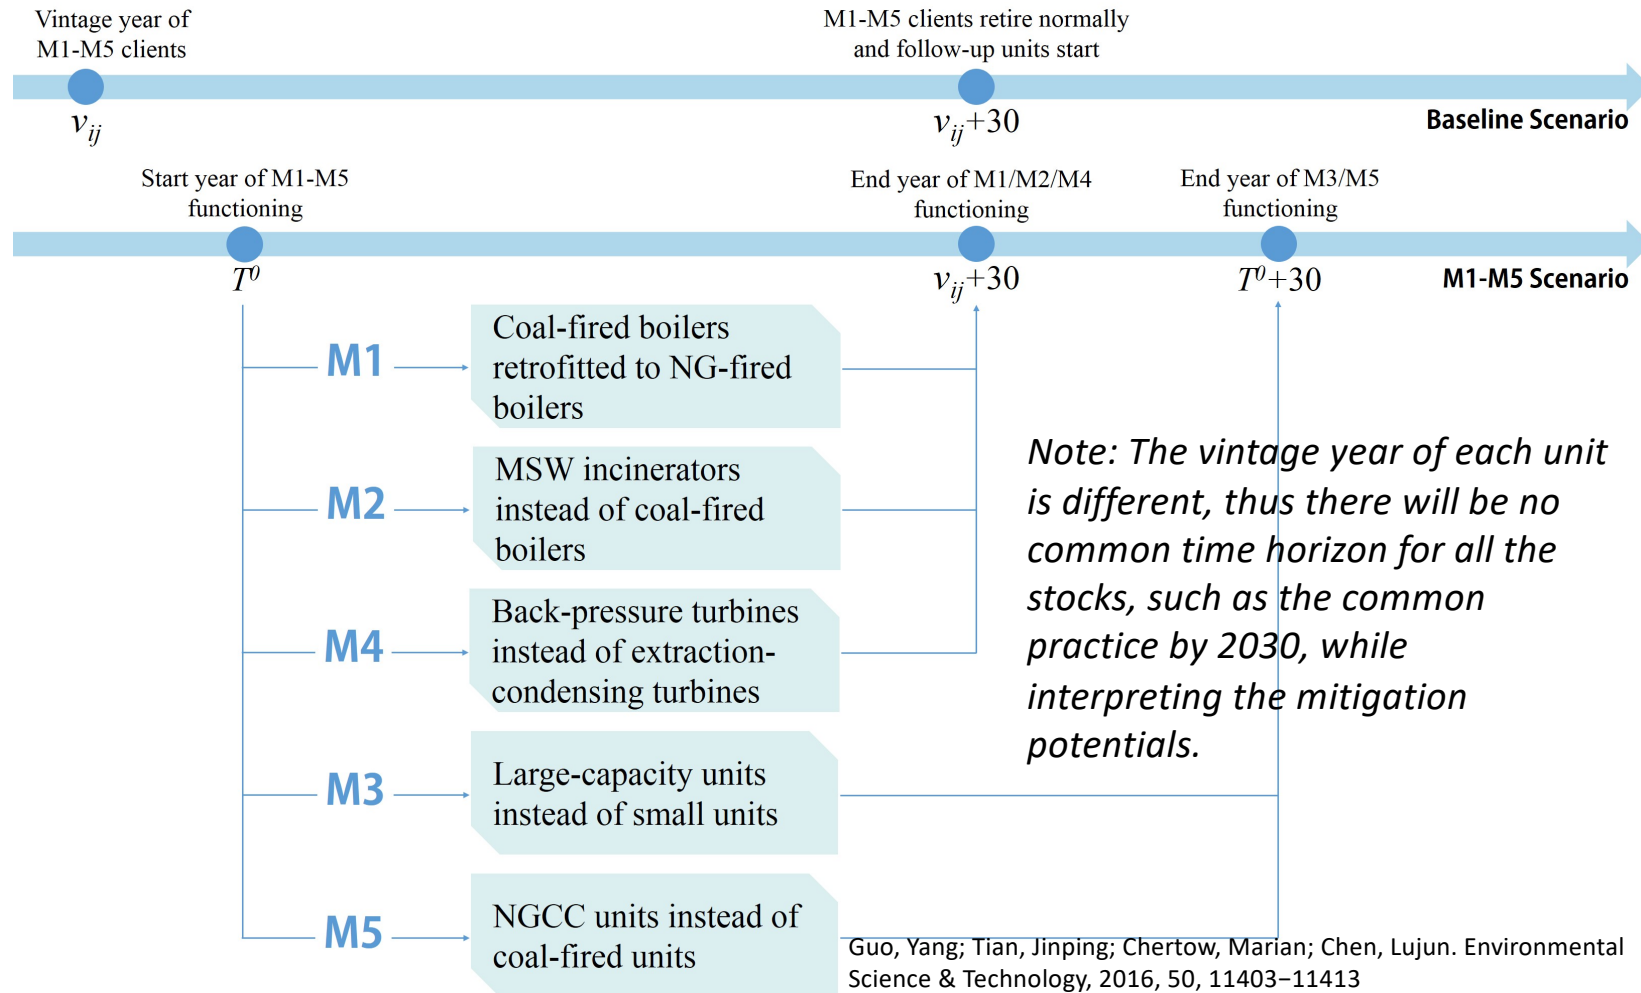 Vintage year of
M1-M5 clients
M1-M5 clients retire normally
and follow-up units start
v_ij
v_ij+30
Baseline Scenario
Start year of M1-M5
functioning
End year of M1/M2/M4
functioning
End year of M3/M5
functioning
T⁰
v_ij+30
T⁰+30
M1-M5 Scenario
M1
Coal-fired boilers
retrofitted to NG-fired
boilers
M2
MSW incinerators
instead of coal-fired
boilers
M4
Back-pressure turbines
instead of extraction-
condensing turbines
M3
Large-capacity units
instead of small units
M5
NGCC units instead of
coal-fired units
Note: The vintage year of each unit
is different, thus there will be no
common time horizon for all the
stocks, such as the common
practice by 2030, while
interpreting the mitigation
potentials.
Guo, Yang; Tian, Jinping; Chertow, Marian; Chen, Lujun. Environmental
Science & Technology, 2016, 50, 11403−11413